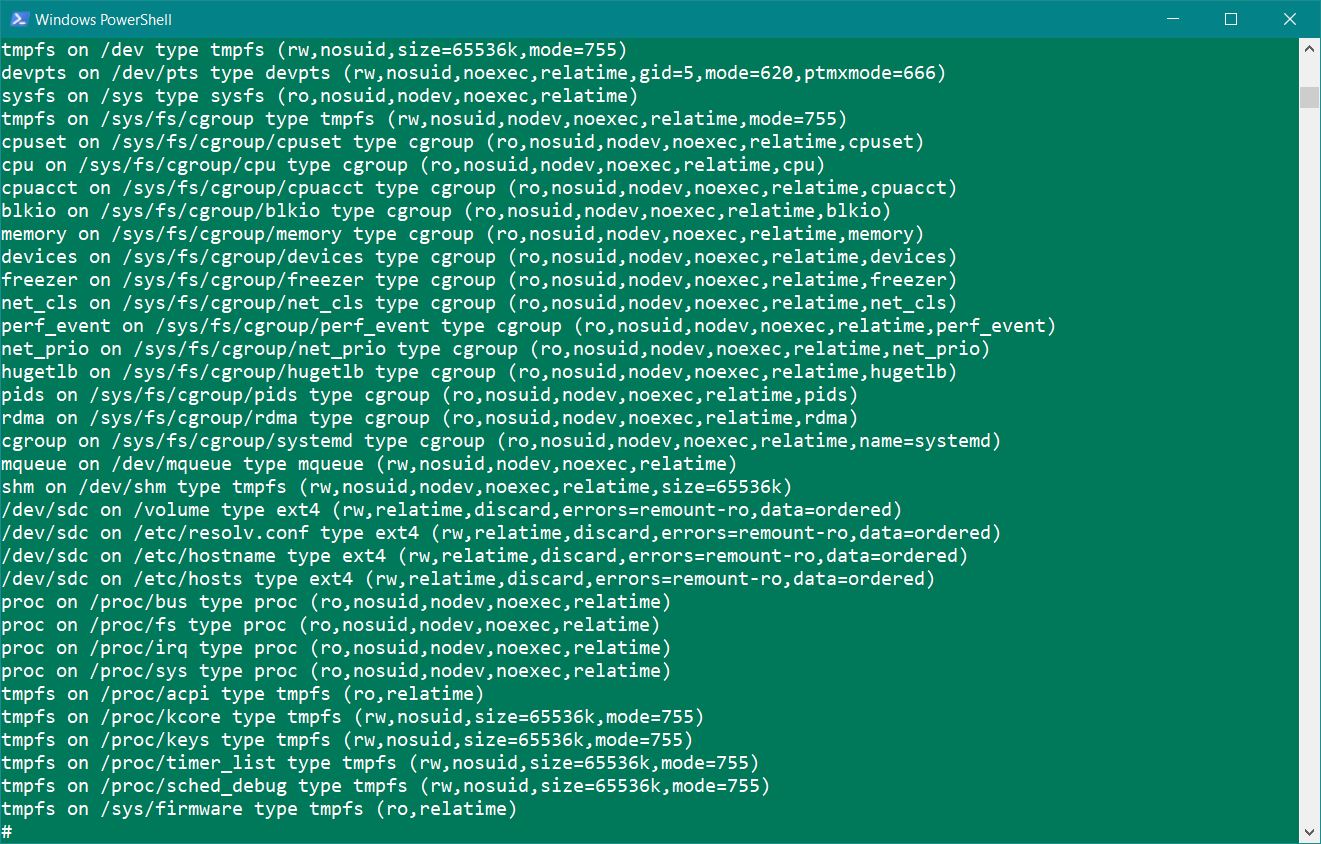 Windows PowerShell
tmpfs on /dev type tmpfs (rw,nosuid,size=65536k,mode=755)
devpts on /dev/pts type devpts (rw,nosuid,noexec,relatime,gid=5,mode=620,ptmxmode=666)
sysfs on /sys type sysfs (ro,nosuid,nodev,noexec,relatime)
tmpfs on /sys/fs/cgroup type tmpfs (rw,nosuid,nodev,noexec,relatime,mode=755)
cpuset on /sys/fs/cgroup/cpuset type cgroup (ro,nosuid,nodev,noexec,relatime,cpuset)
cpu on /sys/fs/cgroup/cpu type cgroup (ro,nosuid,nodev,noexec,relatime,cpu)
cpuacct on /sys/fs/cgroup/cpuacct type cgroup (ro,nosuid,nodev,noexec,relatime,cpuacct)
blkio on /sys/fs/cgroup/blkio type cgroup (ro,nosuid,nodev,noexec,relatime,blkio)
memory on /sys/fs/cgroup/memory type cgroup (ro,nosuid,nodev,noexec,relatime,memory)
devices on /sys/fs/cgroup/devices type cgroup (ro,nosuid,nodev,noexec,relatime,devices)
freezer on /sys/fs/cgroup/freezer type cgroup (ro,nosuid,nodev,noexec,relatime,freezer)
net_cls on /sys/fs/cgroup/net_cls type cgroup (ro,nosuid,nodev,noexec,relatime,net_cls)
perf_event on /sys/fs/cgroup/perf_event type cgroup (ro,nosuid,nodev,noexec,relatime,perf_event)
net_prio on /sys/fs/cgroup/net_prio type cgroup (ro,nosuid,nodev,noexec,relatime,net_prio)
hugetlb on /sys/fs/cgroup/hugetlb type cgroup (ro,nosuid,nodev,noexec,relatime,hugetlb)
pids on /sys/fs/cgroup/pids type cgroup (ro,nosuid,nodev,noexec,relatime,pids)
rdma on /sys/fs/cgroup/rdma type cgroup (ro,nosuid,nodev,noexec,relatime,rdma)
cgroup on /sys/fs/cgroup/systemd type cgroup (ro,nosuid,nodev,noexec,relatime,name=systemd)
mqueue on /dev/mqueue type mqueue (rw,nosuid,nodev,noexec,relatime)
shm on /dev/shm type tmpfs (rw,nosuid,nodev,noexec,relatime,size=65536k)
/dev/sdc on /volume type ext4 (rw,relatime,discard,errors=remount-ro,data=ordered)
/dev/sdc on /etc/resolv.conf type ext4 (rw,relatime,discard,errors=remount-ro,data=ordered)
/dev/sdc on /etc/hostname type ext4 (rw,relatime,discard,errors=remount-ro,data=ordered)
/dev/sdc on /etc/hosts type ext4 (rw,relatime,discard,errors=remount-ro,data=ordered)
proc on /proc/bus type proc (ro,nosuid,nodev,noexec,relatime)
proc on /proc/fs type proc (ro,nosuid,nodev,noexec,relatime)
proc on /proc/irq type proc (ro,nosuid,nodev,noexec,relatime)
proc on /proc/sys type proc (ro,nosuid,nodev,noexec,relatime)
tmpfs on /proc/acpi type tmpfs (ro,relatime)
tmpfs on /proc/kcore type tmpfs (rw,nosuid,size=65536k,mode=755)
tmpfs on /proc/keys type tmpfs (rw,nosuid,size=65536k,mode=755)
tmpfs on /proc/timer_list type tmpfs (rw,nosuid,size=65536k,mode=755)
tmpfs on /proc/sched_debug type tmpfs (rw,nosuid,size=65536k,mode=755)
tmpfs on /sys/firmware type tmpfs (ro,relatime)
#